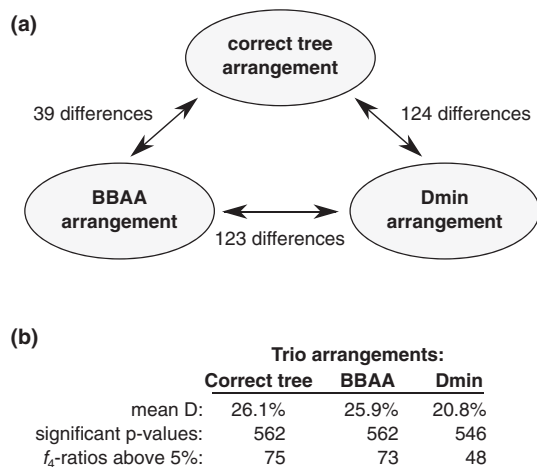 (a)
correct tree
arrangement
39 differences
124 differences
BBAA
arrangement
Dmin
arrangement
123 differences
(b)
Trio arrangements:
Correct tree BBAA Dmin
mean D: 26.1% 25.9% 20.8%
significant p-values: 562 562 546
f4-ratios above 5%: 75 73 48